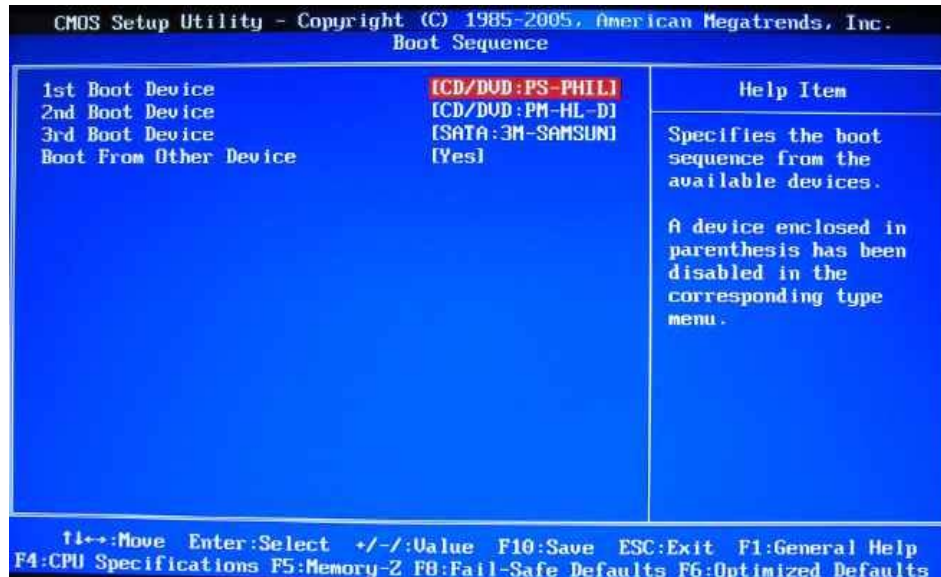 CMOS Setup Utility - Copyright (C) 1985-2005, American Megatrends, Inc.
Boot Sequence
1st Boot Device [CD/DVD:PS-PHIL]
2nd Boot Device [CD/DVD:PM-HL-D]
3rd Boot Device [SATA:3M-SAMSUN]
Boot From Other Device [Yes]
Help Item
Specifies the boot
sequence from the
available devices.
A device enclosed in
parenthesis has been
disabled in the
corresponding type
menu.
↑↓←→:Move Enter:Select +/-/:Value F10:Save ESC:Exit F1:General Help
F4:CPU Specifications F5:Memory-Z F8:Fail-Safe Defaults F6:Optimized Defaults